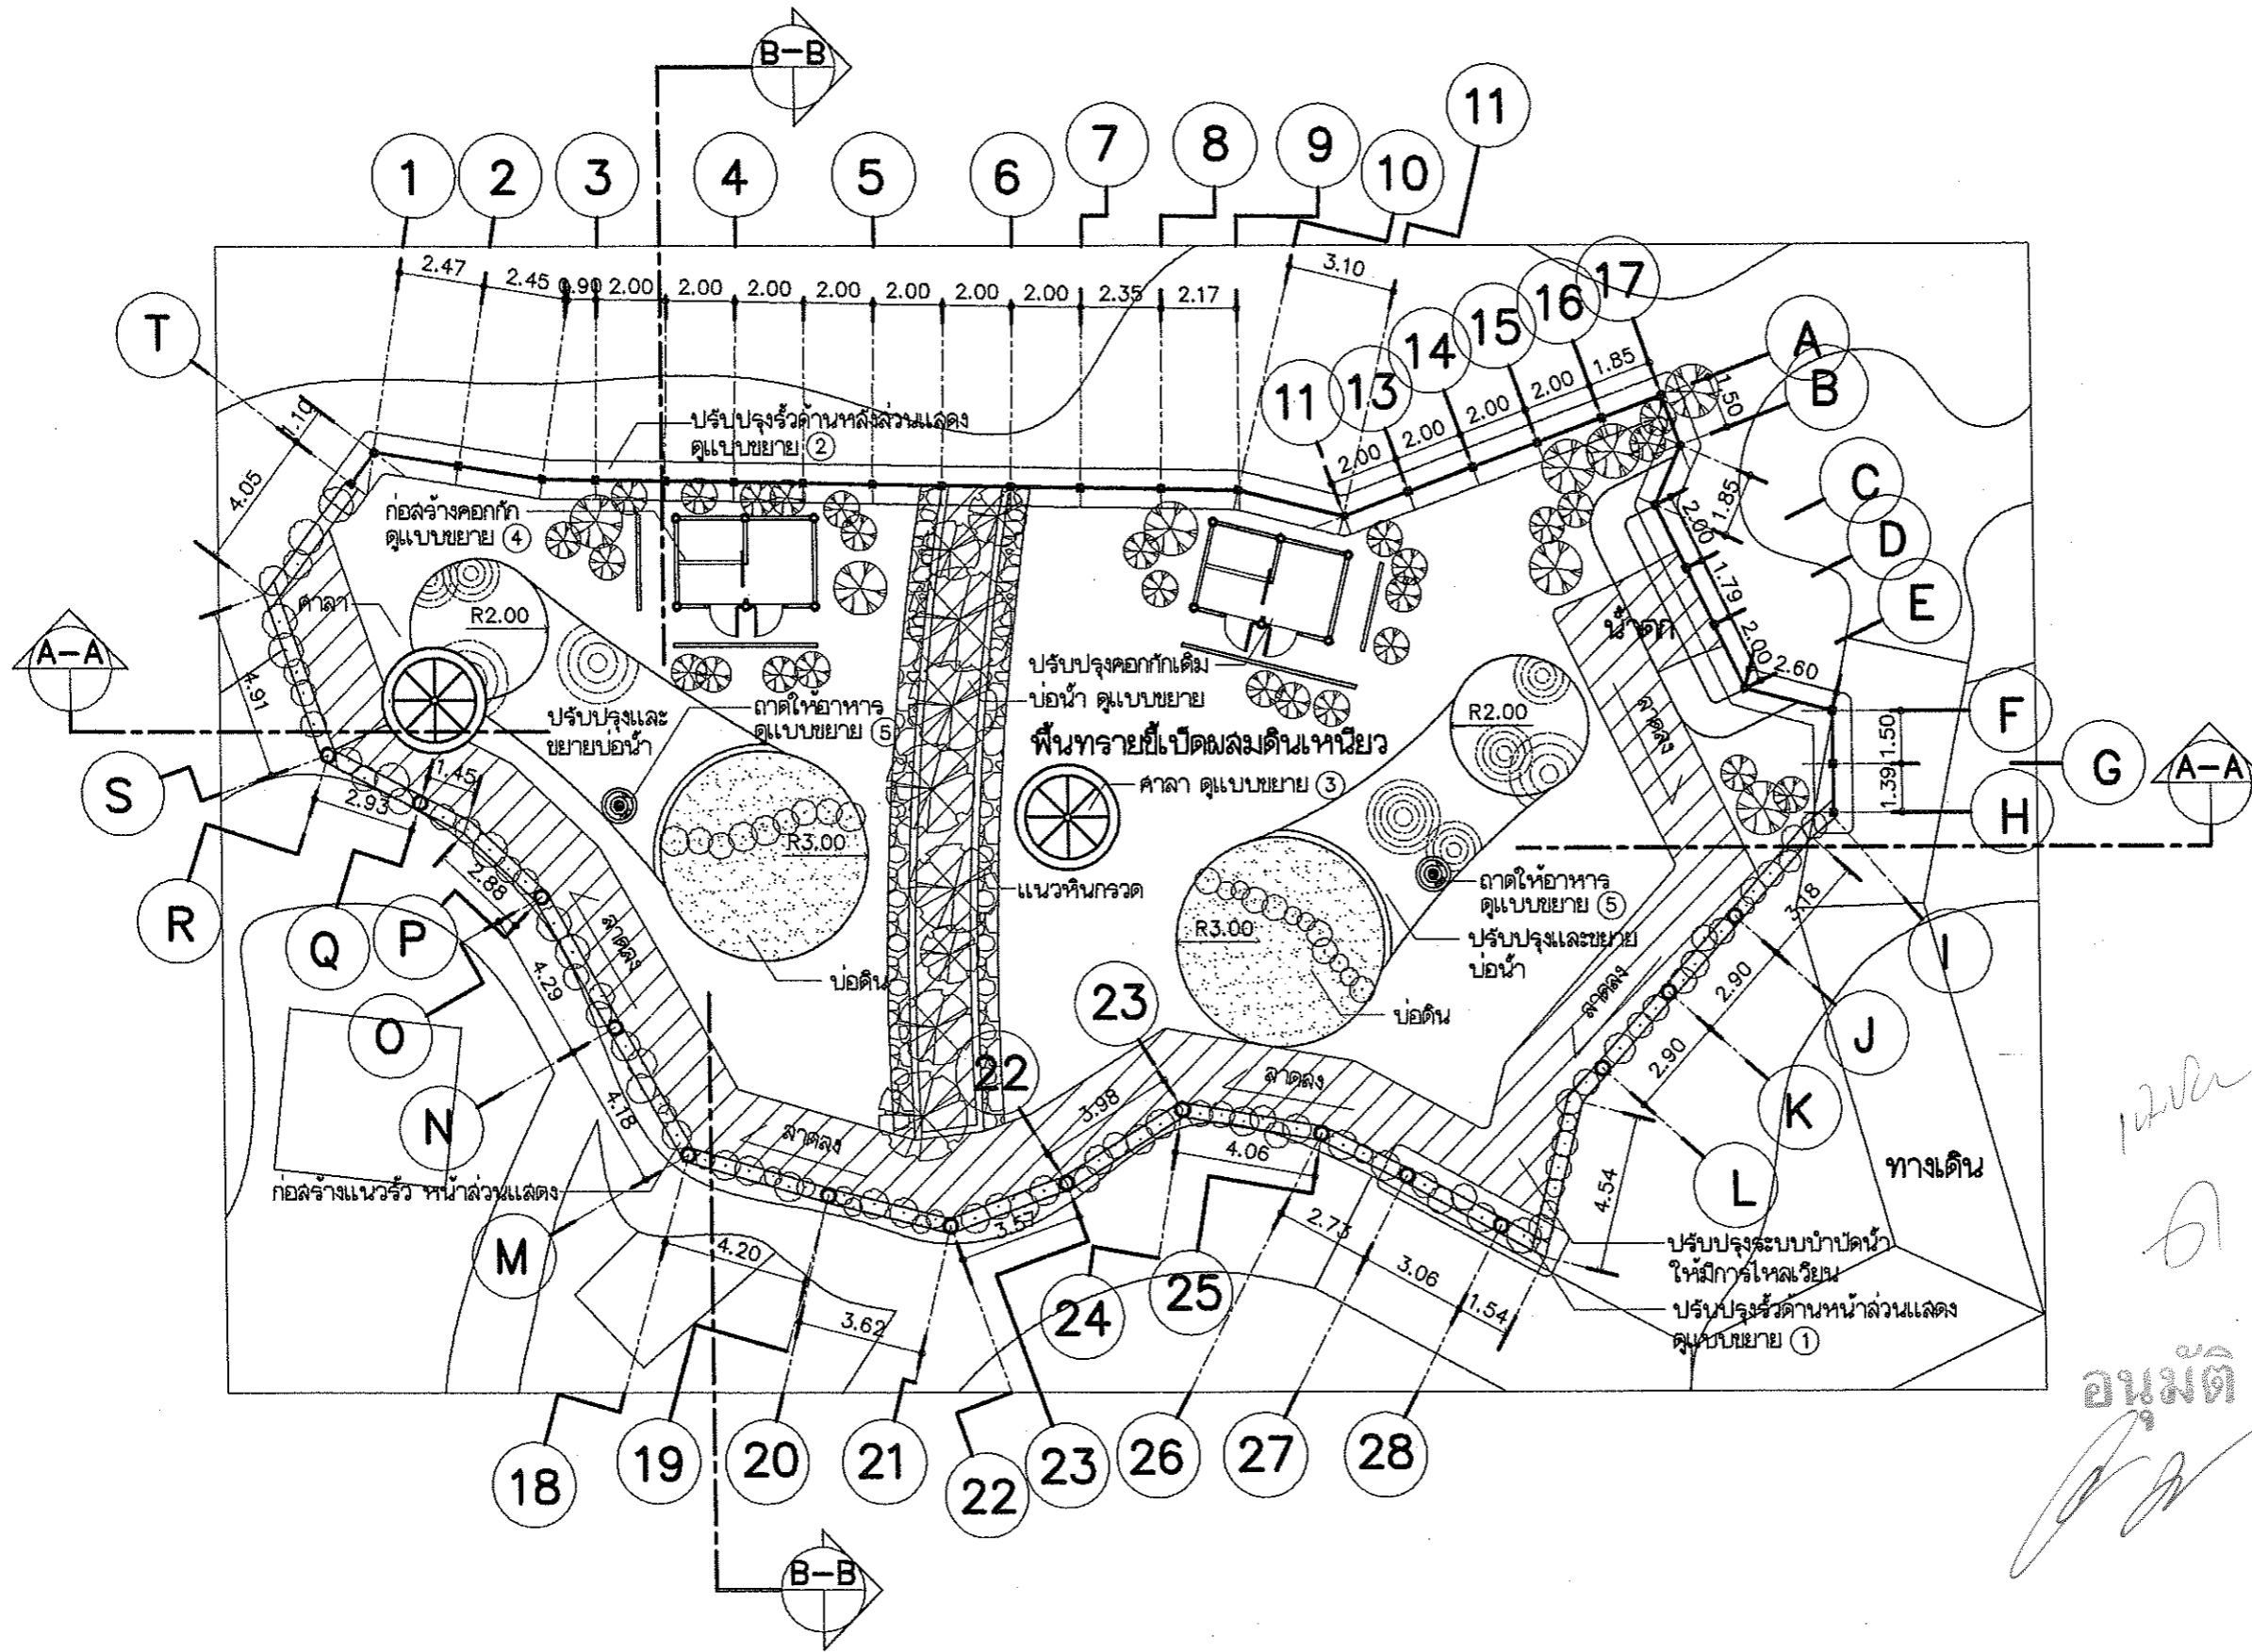 B-B
1
2
3
4
5
6
7
8
9
10
11
2.47
2.45
0.90
2.00
2.00
2.00
2.00
2.00
2.00
2.00
2.35
2.17
3.10
T
11
13
14
15
16
17
A
B
C
D
E
F
G
H
I
J
K
L
2.00
2.00
2.00
2.00
1.85
1.50
1.85
2.00
1.79
2.00
2.60
1.50
1.39
3.18
2.90
2.90
4.54
1.10
4.05
4.91
ปรับปรุงรั้วด้านหลังส่วนแสดง
ดูแบบขยาย 2
ก่อสร้างคอกกัก
ดูแบบขยาย 4
ศาลา
R2.00
A-A
น้ำตก
ลาดลง
ปรับปรุงคอกกักเดิม
บ่อน้ำ ดูแบบขยาย
ถาดให้อาหาร
ดูแบบขยาย 5
ปรับปรุงและ
ขยายบ่อน้ำ
พื้นทรายขี้เป็ดผสมดินเหนียว
ศาลา ดูแบบขยาย 3
R2.00
A-A
S
R
Q
P
O
N
M
2.93
1.45
2.88
4.29
4.18
R3.00
แนวหินกรวด
R3.00
ถาดให้อาหาร
ดูแบบขยาย 5
ปรับปรุงและขยาย
บ่อน้ำ
ลาดลง
บ่อดิน
บ่อดิน
ลาดลง
23
22
3.98
ลาดลง
ลาดลง
4.06
ทางเดิน
ก่อสร้างแนวรั้ว หน้าส่วนแสดง
3.57
4.20
3.62
2.73
3.06
1.54
ปรับปรุงระบบบำบัดน้ำ
ให้มีการไหลเวียน
ปรับปรุงรั้วด้านหน้าส่วนแสดง
ดูแบบขยาย 1
24
25
18
19
20
21
22
23
26
27
28
B-B
อนุมัติ